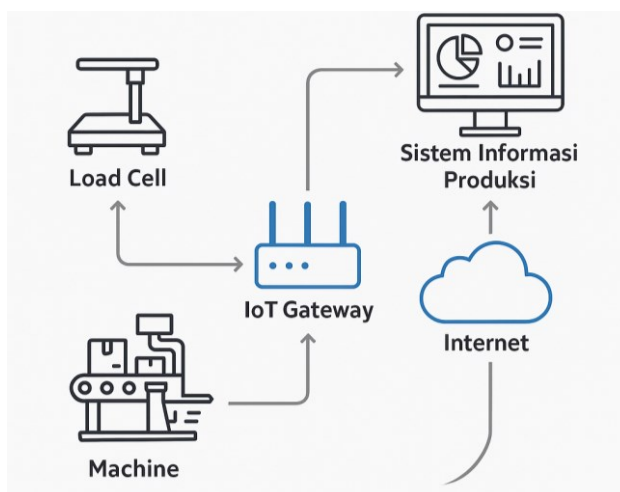 Load Cell
Sistem Informasi
Produksi
IoT Gateway
Internet
Machine